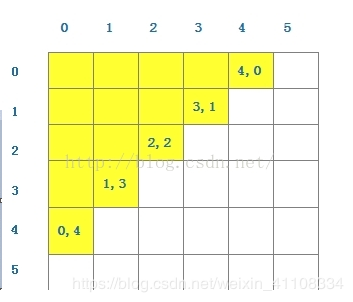 0 1 2 3 4 5
0 4, 0
1 3, 1
2 2, 2
http://blog.csdn.net/
3 1, 3
4 0, 4
5
https://blog.csdn.net/weixin_41108334